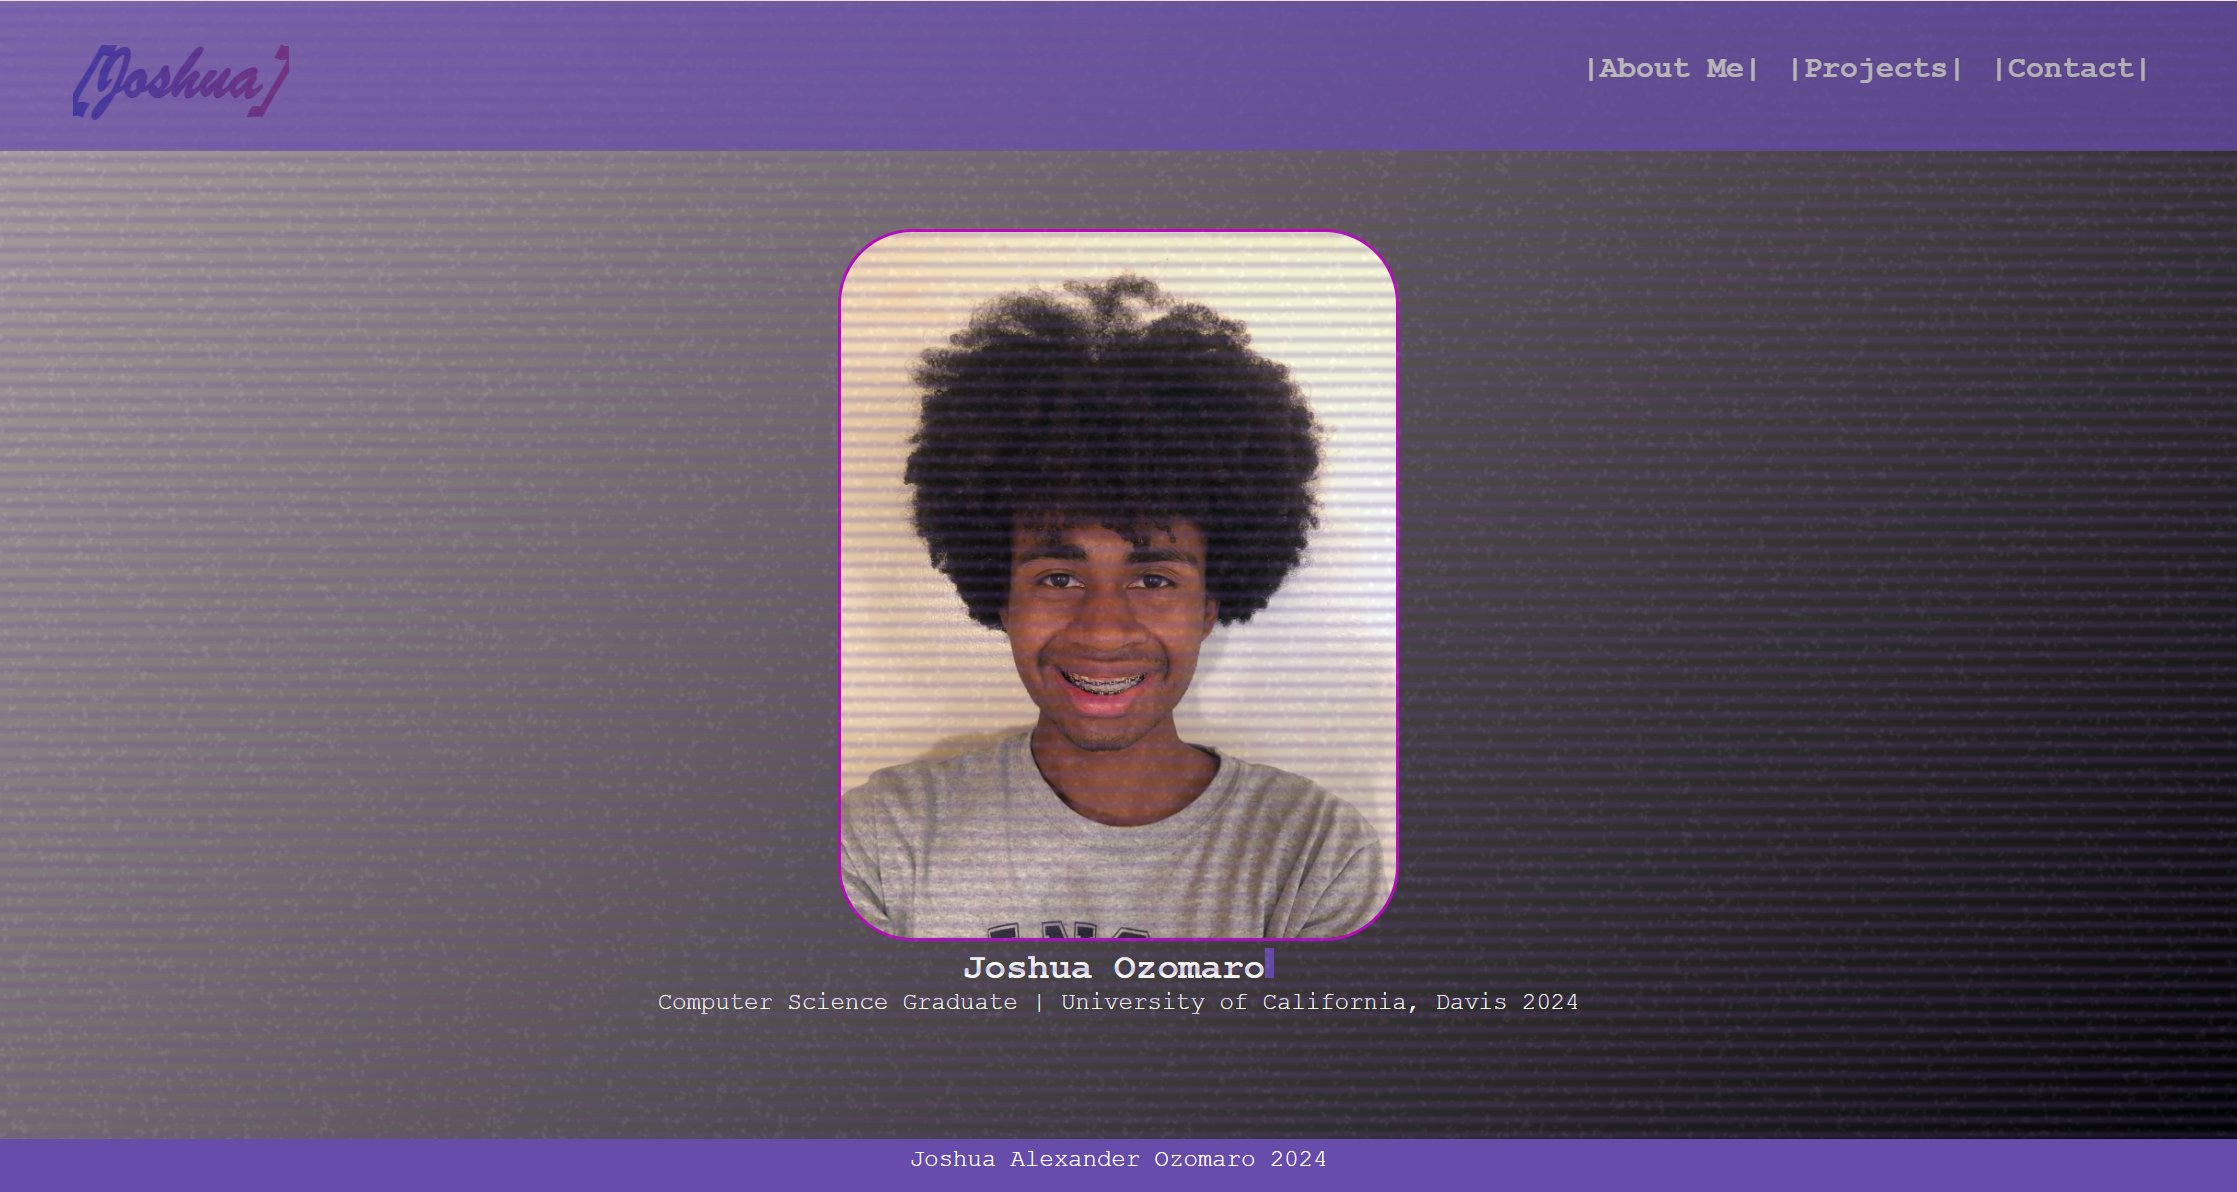 [Joshua]
|About Me| |Projects| |Contact|
Joshua Ozomaro
Computer Science Graduate | University of California, Davis 2024
Joshua Alexander Ozomaro 2024